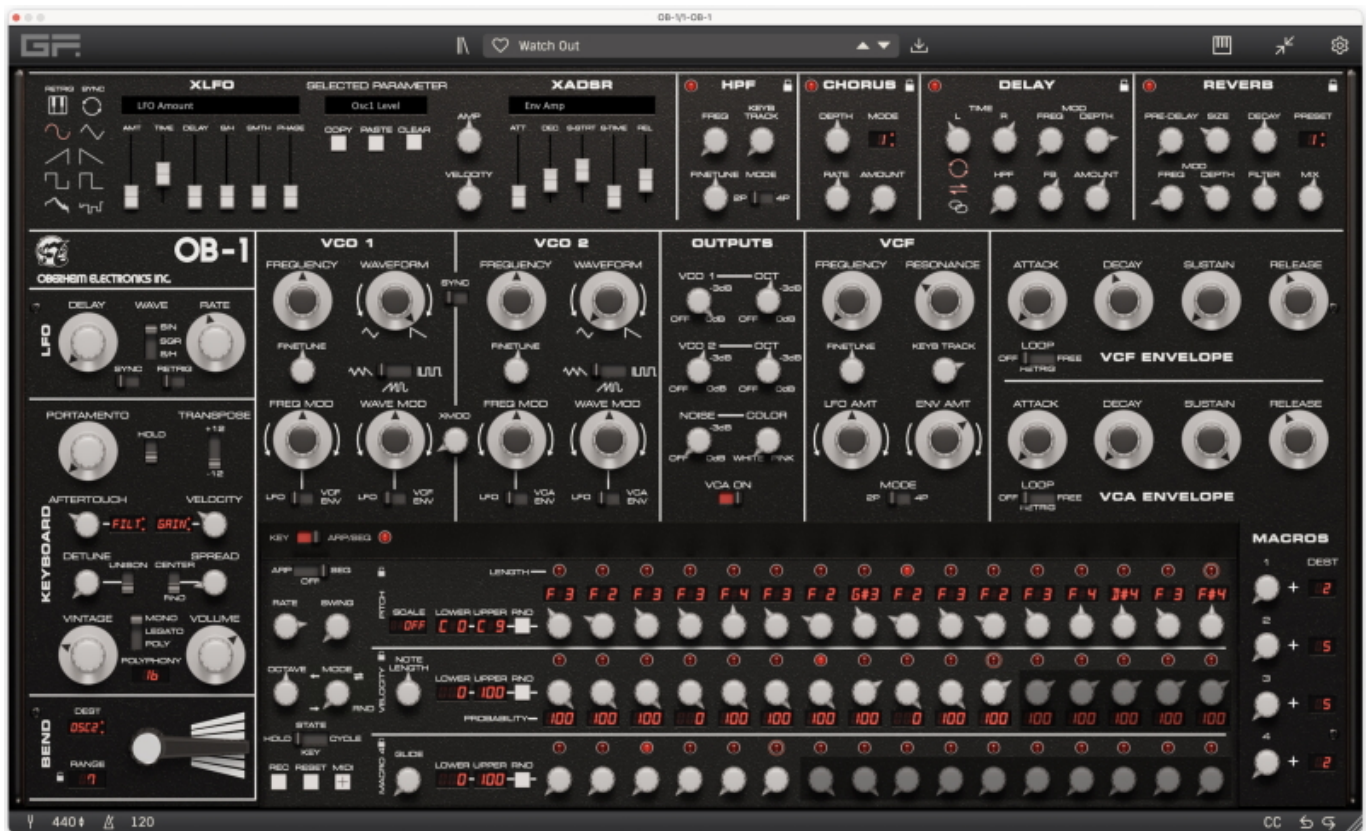 OB-1/1-OB-1
GF.
Watch Out
RETRIG SYNC
XLFO
LFO Amount
AMT TIME DELAY S/H SMTH PHASE
SELECTED PARAMETER
Osc1 Level
COPY PASTE CLEAR
AMP
VELOCITY
XADSR
Env Amp
ATT DEC S-STRT S-TIME REL
HPF
FREQ KEYB TRACK
FINETUNE MODE
2P 4P
CHORUS
DEPTH MODE
1
RATE AMOUNT
DELAY
TIME MOD
L R FREQ DEPTH
HPF FB AMOUNT
REVERB
PRE-DELAY SIZE DECAY PRESET
1
MOD
FREQ DEPTH FILTER MIX
OB-1
OBERHEIM ELECTRONICS INC.
LFO
DELAY WAVE RATE
SIN
SQR
S/H
SYNC RETRIG
VCO 1
FREQUENCY WAVEFORM
FINETUNE
FREQ MOD WAVE MOD
LFO VCF ENV LFO VCF ENV
SYNC
XMOD
VCO 2
FREQUENCY WAVEFORM
FINETUNE
FREQ MOD WAVE MOD
LFO VCA ENV LFO VCA ENV
OUTPUTS
VCO 1 OCT
-3dB -3dB
OFF 0dB OFF 0dB
VCO 2 OCT
-3dB -3dB
OFF 0dB OFF 0dB
NOISE COLOR
-3dB
OFF 0dB WHITE PINK
VCA ON
VCF
FREQUENCY RESONANCE
FINETUNE KEYB TRACK
LFO AMT ENV AMT
MODE
2P 4P
ATTACK DECAY SUSTAIN RELEASE
LOOP
OFF FREE
RETRIG
VCF ENVELOPE
ATTACK DECAY SUSTAIN RELEASE
LOOP
OFF FREE
RETRIG
VCA ENVELOPE
KEYBOARD
PORTAMENTO TRANSPOSE
HOLD +12
-12
AFTERTOUCH VELOCITY
FILT GAIN
DETUNE SPREAD
UNISON CENTER
RND
VINTAGE VOLUME
MONO
LEGATO
POLY
POLYPHONY
16
BEND
DEST
OSC2
RANGE
7
KEY ARP/SEQ
ARP SEQ
OFF
RATE SWING
OCTAVE MODE
RND
STATE
HOLD CYCLE
KEY
REC RESET MIDI
PITCH
LENGTH
F 3 F 2 F 3 F 3 F 4 F 3 F 2 G#3 F 2 F 3 F 2 F 3 F 4 D#4 F 3 F#4
SCALE LOWER UPPER RND
OFF C 0 - C 9
VELOCITY
NOTE LENGTH
LOWER UPPER RND
0 - 100
PROBABILITY
100 100 100 0 100 100 100 100 0 100 100 100 100 100 100 100
MACRO 4
GLIDE
LOWER UPPER RND
0 - 100
MACROS
DEST
1 + 2
2 + 5
3 + 5
4 + 2
440 120
CC